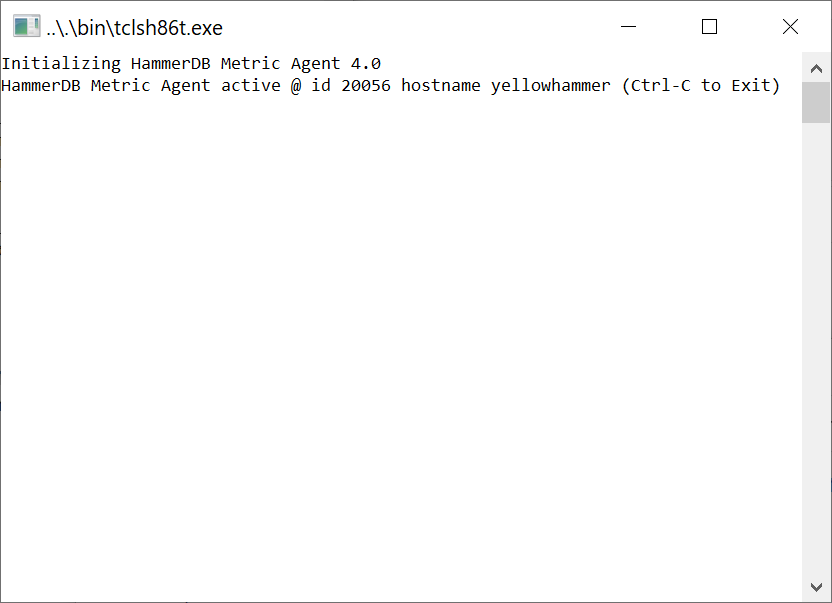 ..\.\bin\tclsh86t.exe
Initializing HammerDB Metric Agent 4.0
HammerDB Metric Agent active @ id 20056 hostname yellowhammer (Ctrl-C to Exit)